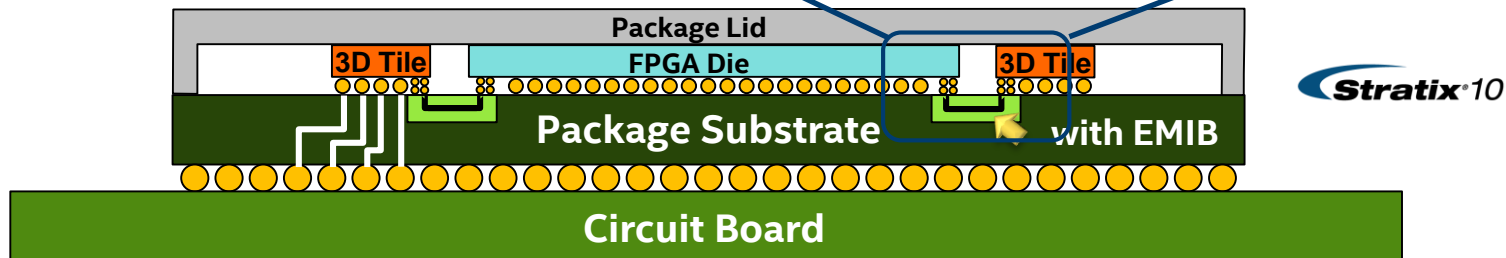 Package Lid
3D Tile
FPGA Die
3D Tile
Stratix® 10
Package Substrate
with EMIB
Circuit Board